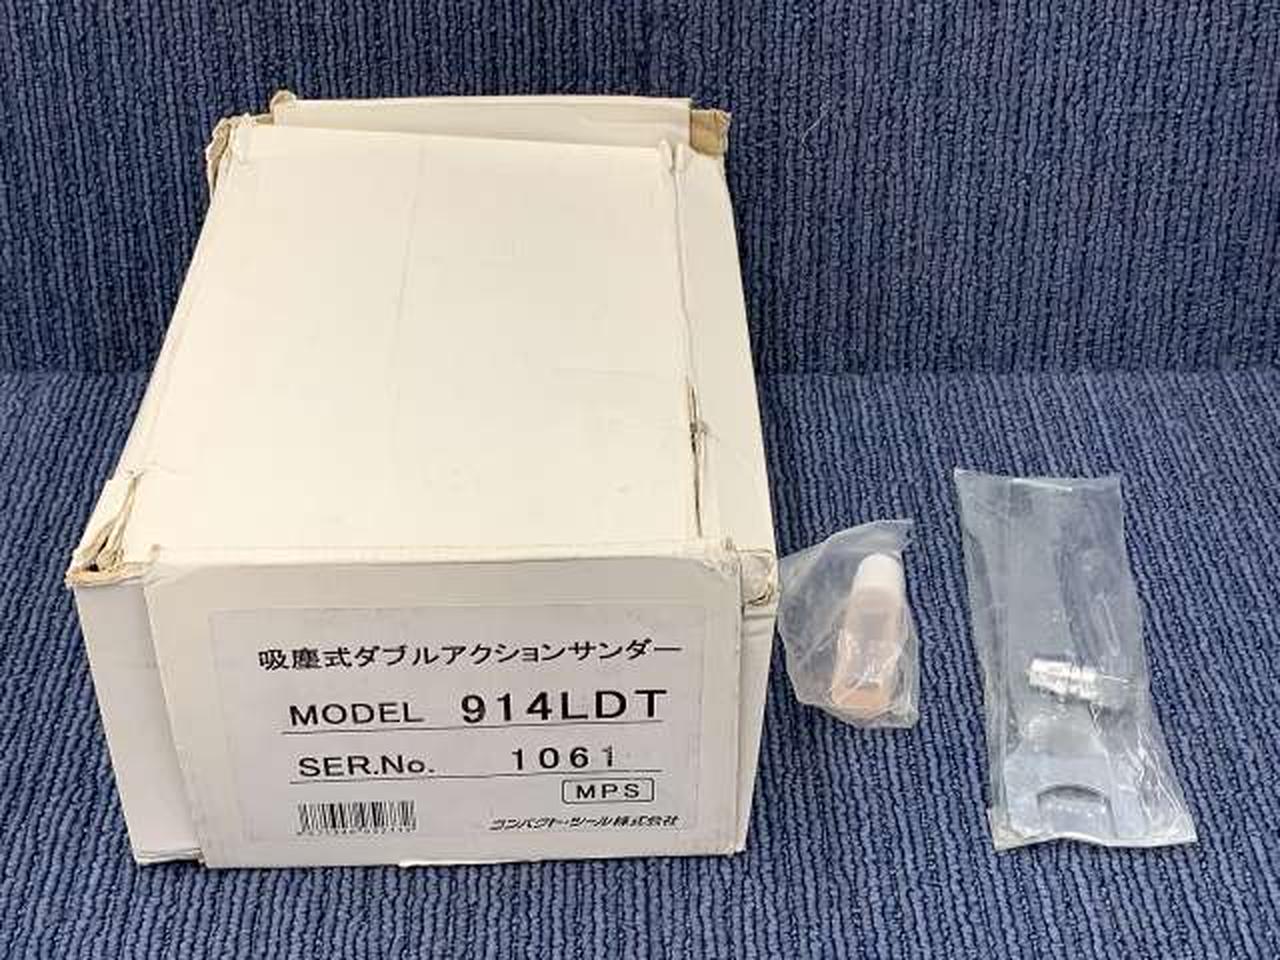 吸塵式ダブルアクションサンダー
MODEL 914LDT
SER.No. 1061
MPS
コンパクト・ツール株式会社